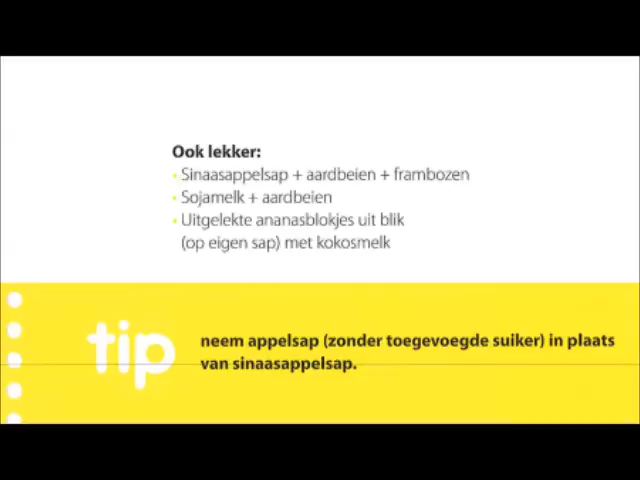 Ook lekker:
• Sinaasappelsap + aardbeien + frambozen
• Sojamelk + aardbeien
• Uitgelekte ananasblokjes uit blik
(op eigen sap) met kokosmelk
tip
neem appelsap (zonder toegevoegde suiker) in plaats
van sinaasappelsap.